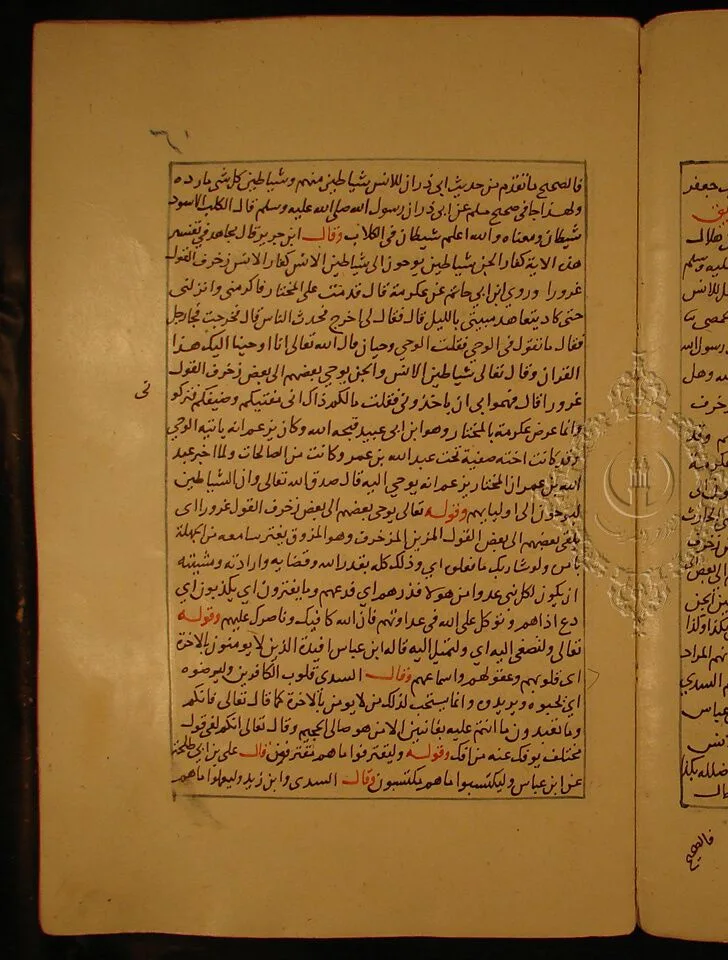 فالصحيح ما تقدم من حديث ابي ذر ان للانس شياطين منهم وشياطين كل شي مارده
ولهذا جا في صحيح مسلم عن ابي ذر ان رسول الله صلى الله عليه وسلم قال الكلب الاسود
شيطان ومعناه والله اعلم شيطان في الكلاب وقال ابن جريج قال مجاهد في تفسير
هذه الاية كفار الجن شياطين يوحون الى شياطين الانس كفار الانس زخرف القول
غرورا وروي ابن ابي حاتم عن عكرمة قال قدمت على المختار فاكرمني وانزلني
حتى كاد يتعاهد مبيتي بالليل قال فقال لي اخرج فحدث الناس قال فخرجت فجا رجل
فقال ما تقول في الوحي فقلت الوحي وحيان قال الله تعالى انا اوحينا اليك هذا
القران وقال تعالى شياطين الانس والجن يوحي بعضهم الى بعض زخرف القول
غرورا قال فهموا بي ان ياخذوني فقلت مالكم ذاك اني مفتيكم وضيفكم فتركو
ني
وانما عرض عكرمة بالمختار وهو ابن ابي عبيد قبحه الله وكان يزعم انه ياتيه الوحي
وقد كانت اخته صفية تحت عبد الله بن عمر وكانت من الصالحات ولما اخبر عبد
الله بن عمر ان المختار يزعم انه يوحي اليه قال صدق الله تعالى وان الشياطين
ليوحون الى اوليايهم وقوله تعالى يوحي بعضهم الى بعض زخرف القول غرورا اي
يلقي بعضهم الى بعض القول المزين المزخرف وهو المزوق يغتر سامعه من الجهلة
بامره ولو شا ربك ما فعلوه اي وذلك كله بقدر الله وقضايه وارادته ومشيته
ان يكون لكل نبي عدوا من هولا فذرهم اي فدعهم وما يفترون اي يكذبون اي
دع اذاهم وتوكل على الله في عداوتهم فان الله كافيك وناصرك عليهم وقوله
تعالى ولتصغى اليه اي ولتميل اليه قاله ابن عباس افيدة الذين لا يومنون بالاخرة
اي قلوبهم وعقولهم واسماعهم وقال السدي قلوب الكافرين وليرضوه
اي يحبوه ويريدوه وانما يستجيب لذلك من لا يومن بالاخرة كما قال تعالى فانكم
وما تعبدون ما انتم عليه بفاتنين الا من هو صالي الجحيم وقال تعالى انكم لفي قول
مختلف يوفك عنه من افك وقوله وليقترفوا ما هم مقترفون قال علي بن ابي طلحة
عن ابن عباس وليكتسبوا ما هم مكتسبون وقال السدي وابن زيد وليعملوا ما هم
فالصحيح